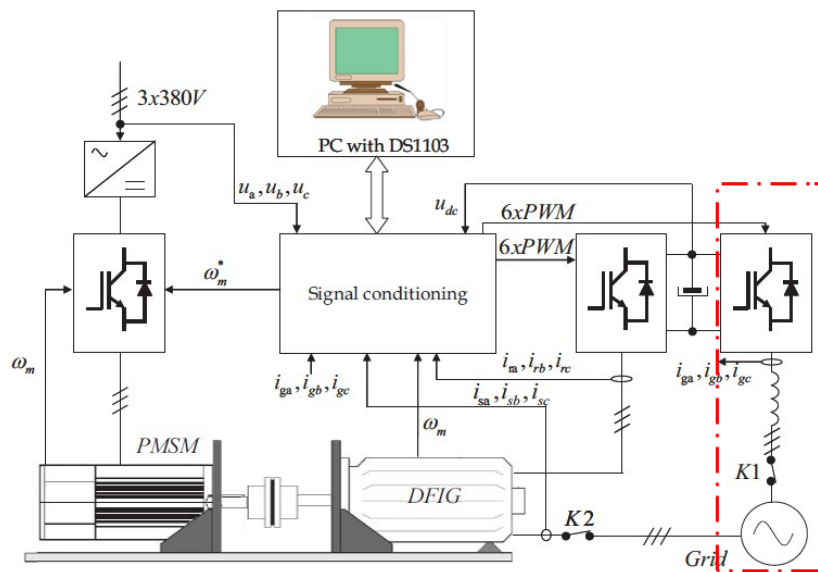 3x380V
PC with DS1103
u_a, u_b, u_c
u_dc
6xPWM
6xPWM
ω_m^*
Signal conditioning
ω_m
i_ga, i_gb, i_gc
i_ra, i_rb, i_rc
i_sa, i_sb, i_sc
i_ga, i_gb, i_gc
ω_m
PMSM
DFIG
K1
K2
Grid